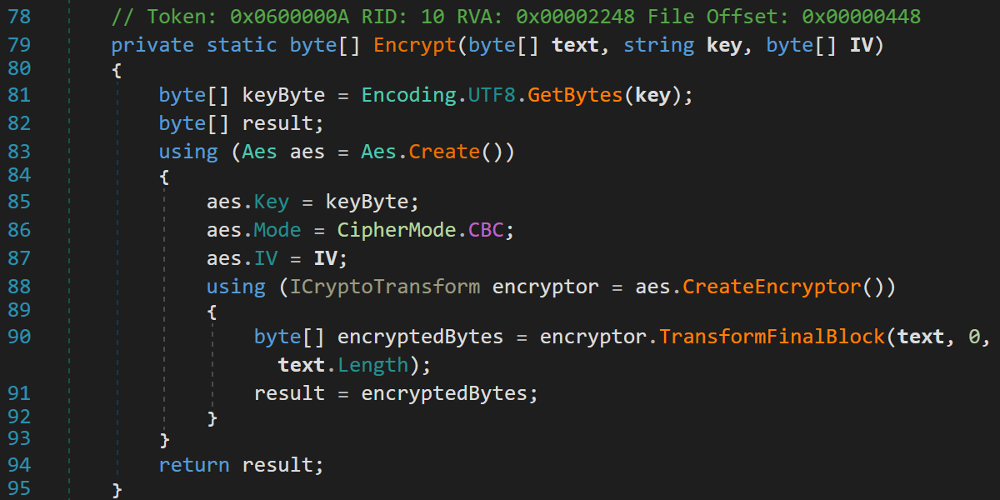 78 // Token: 0x0600000A RID: 10 RVA: 0x00002248 File Offset: 0x00000448
79 private static byte[] Encrypt(byte[] text, string key, byte[] IV)
80 {
81 byte[] keyByte = Encoding.UTF8.GetBytes(key);
82 byte[] result;
83 using (Aes aes = Aes.Create())
84 {
85 aes.Key = keyByte;
86 aes.Mode = CipherMode.CBC;
87 aes.IV = IV;
88 using (ICryptoTransform encryptor = aes.CreateEncryptor())
89 {
90 byte[] encryptedBytes = encryptor.TransformFinalBlock(text, 0,
text.Length);
91 result = encryptedBytes;
92 }
93 }
94 return result;
95 }